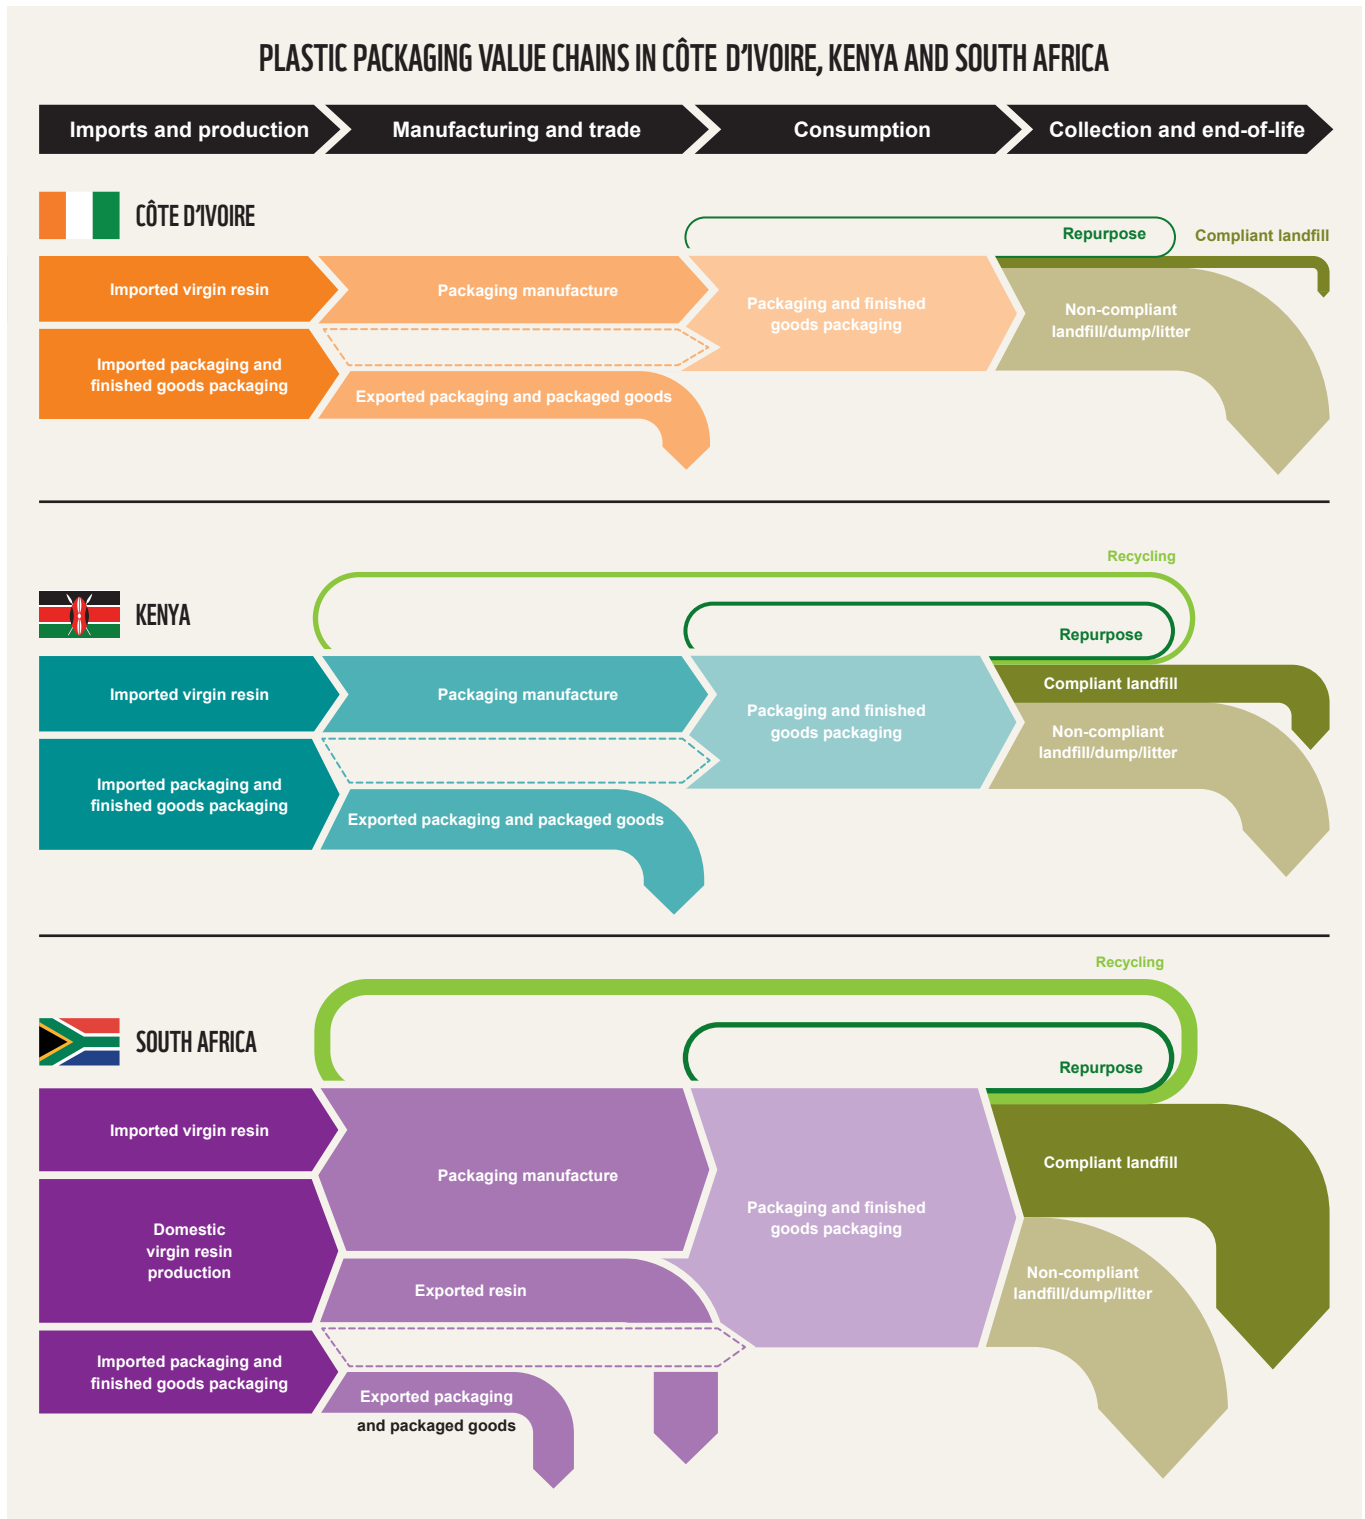 PLASTIC PACKAGING VALUE CHAINS IN CÔTE D'IVOIRE, KENYA AND SOUTH AFRICA
Imports and production
Manufacturing and trade
Consumption
Collection and end-of-life
CÔTE D'IVOIRE
Repurpose
Compliant landfill
Imported virgin resin
Packaging manufacture
Packaging and finished
goods packaging
Non-compliant
landfill/dump/litter
Imported packaging and
finished goods packaging
Exported packaging and packaged goods
Recycling
KENYA
Repurpose
Imported virgin resin
Packaging manufacture
Packaging and finished
goods packaging
Compliant landfill
Non-compliant
landfill/dump/litter
Imported packaging and
finished goods packaging
Exported packaging and packaged goods
Recycling
SOUTH AFRICA
Repurpose
Imported virgin resin
Packaging manufacture
Packaging and finished
goods packaging
Compliant landfill
Domestic
virgin resin
production
Exported resin
Non-compliant
landfill/dump/litter
Imported packaging and
finished goods packaging
Exported packaging
and packaged goods